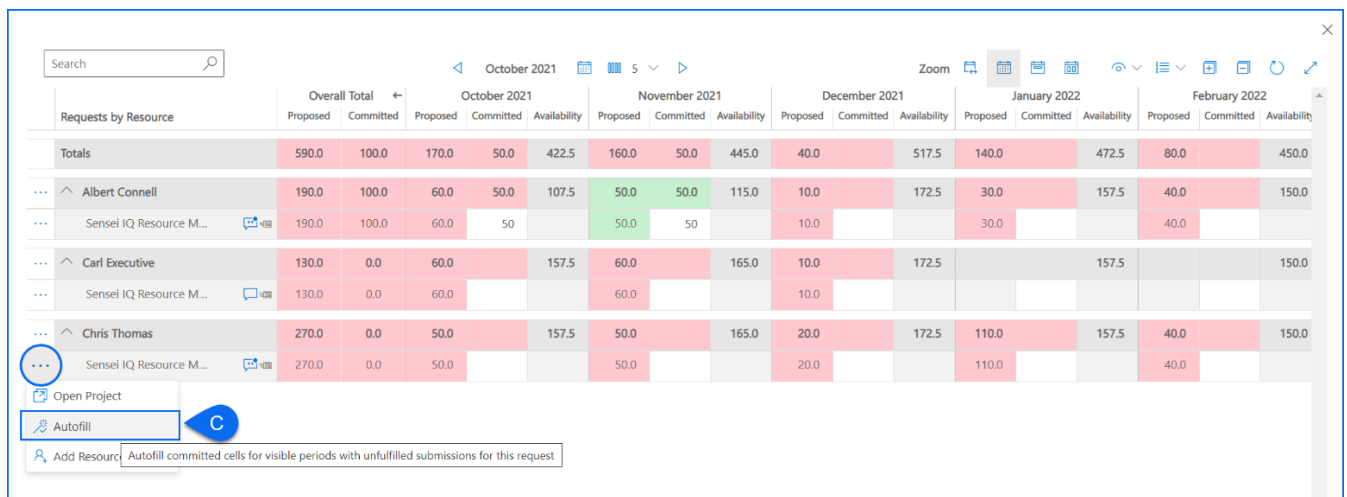 Search
October 2021
5
Zoom
Overall Total ← October 2021 November 2021 December 2021 January 2022 February 2022
Requests by Resource Proposed Committed Proposed Committed Availability Proposed Committed Availability Proposed Committed Availability Proposed Committed Availability Proposed Committed Availability
Totals 590.0 100.0 170.0 50.0 422.5 160.0 50.0 445.0 40.0 517.5 140.0 472.5 80.0 450.0
Albert Connell 190.0 100.0 60.0 50.0 107.5 50.0 50.0 115.0 10.0 172.5 30.0 157.5 40.0 150.0
Sensei IQ Resource M... 190.0 100.0 60.0 50 50.0 50 10.0 30.0 40.0
Carl Executive 130.0 0.0 60.0 157.5 60.0 165.0 10.0 172.5 157.5 150.0
Sensei IQ Resource M... 130.0 0.0 60.0 60.0 10.0
Chris Thomas 270.0 0.0 50.0 157.5 50.0 165.0 20.0 172.5 110.0 157.5 40.0 150.0
Sensei IQ Resource M... 270.0 0.0 50.0 50.0 20.0 110.0 40.0
Open Project
Autofill
C
Add Resourc
Autofill committed cells for visible periods with unfulfilled submissions for this request